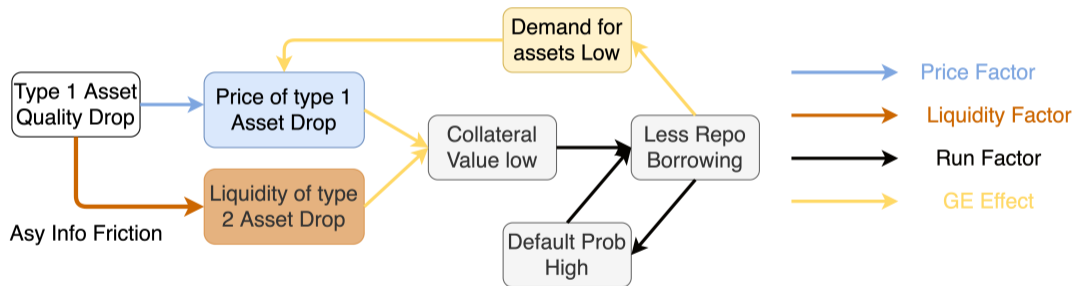 Demand for
assets Low
Type 1 Asset
Quality Drop
Price of type 1
Asset Drop
Collateral
Value low
Less Repo
Borrowing
Liquidity of type
2 Asset Drop
Asy Info Friction
Default Prob
High
Price Factor
Liquidity Factor
Run Factor
GE Effect